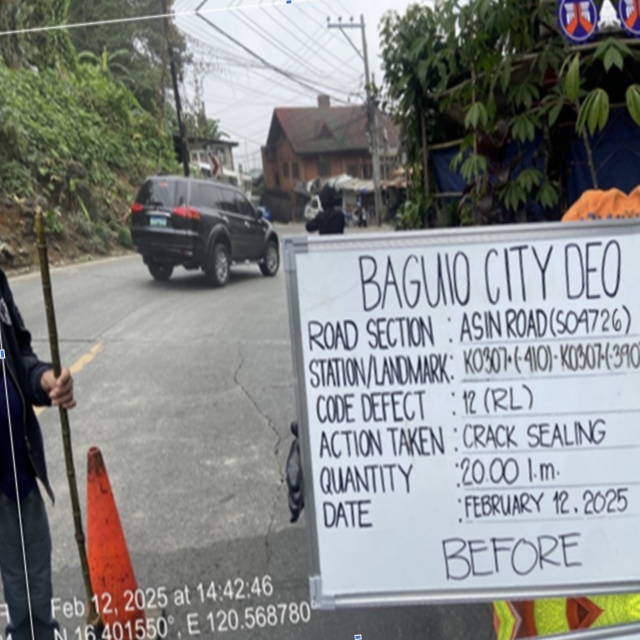 BAGUIO CITY DEO
ROAD SECTION : ASIN ROAD (S04726)
STATION/LANDMARK: K0307+(-410)-K0307+(-390)
CODE DEFECT : 12 (RL)
ACTION TAKEN : CRACK SEALING
QUANTITY : 20.00 l.m.
DATE : FEBRUARY 12, 2025
BEFORE
Feb 12, 2025 at 14:42:46
N 16.401550°, E 120.568780°